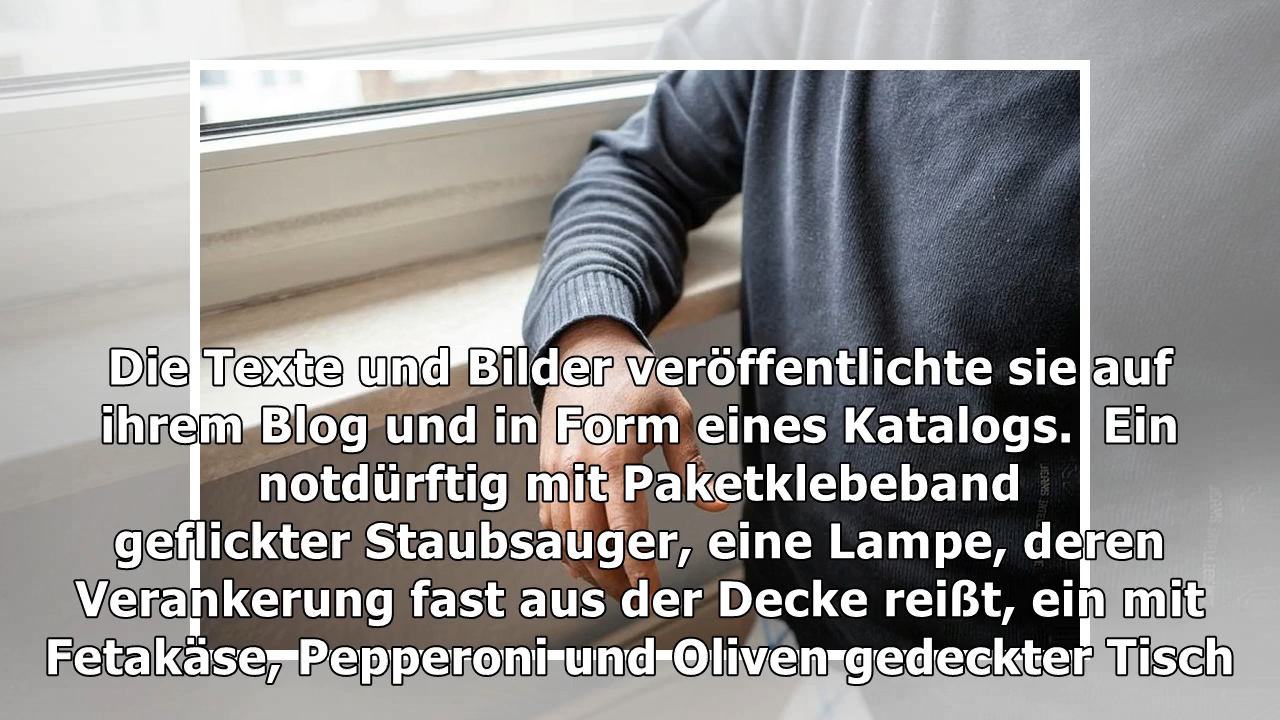 Die Texte und Bilder veröffentlichte sie auf
ihrem Blog und in Form eines Katalogs.  Ein
notdürftig mit Paketklebeband
geflickter Staubsauger, eine Lampe, deren
Verankerung fast aus der Decke reißt, ein mit
Fetakäse, Pepperoni und Oliven gedeckter Tisch